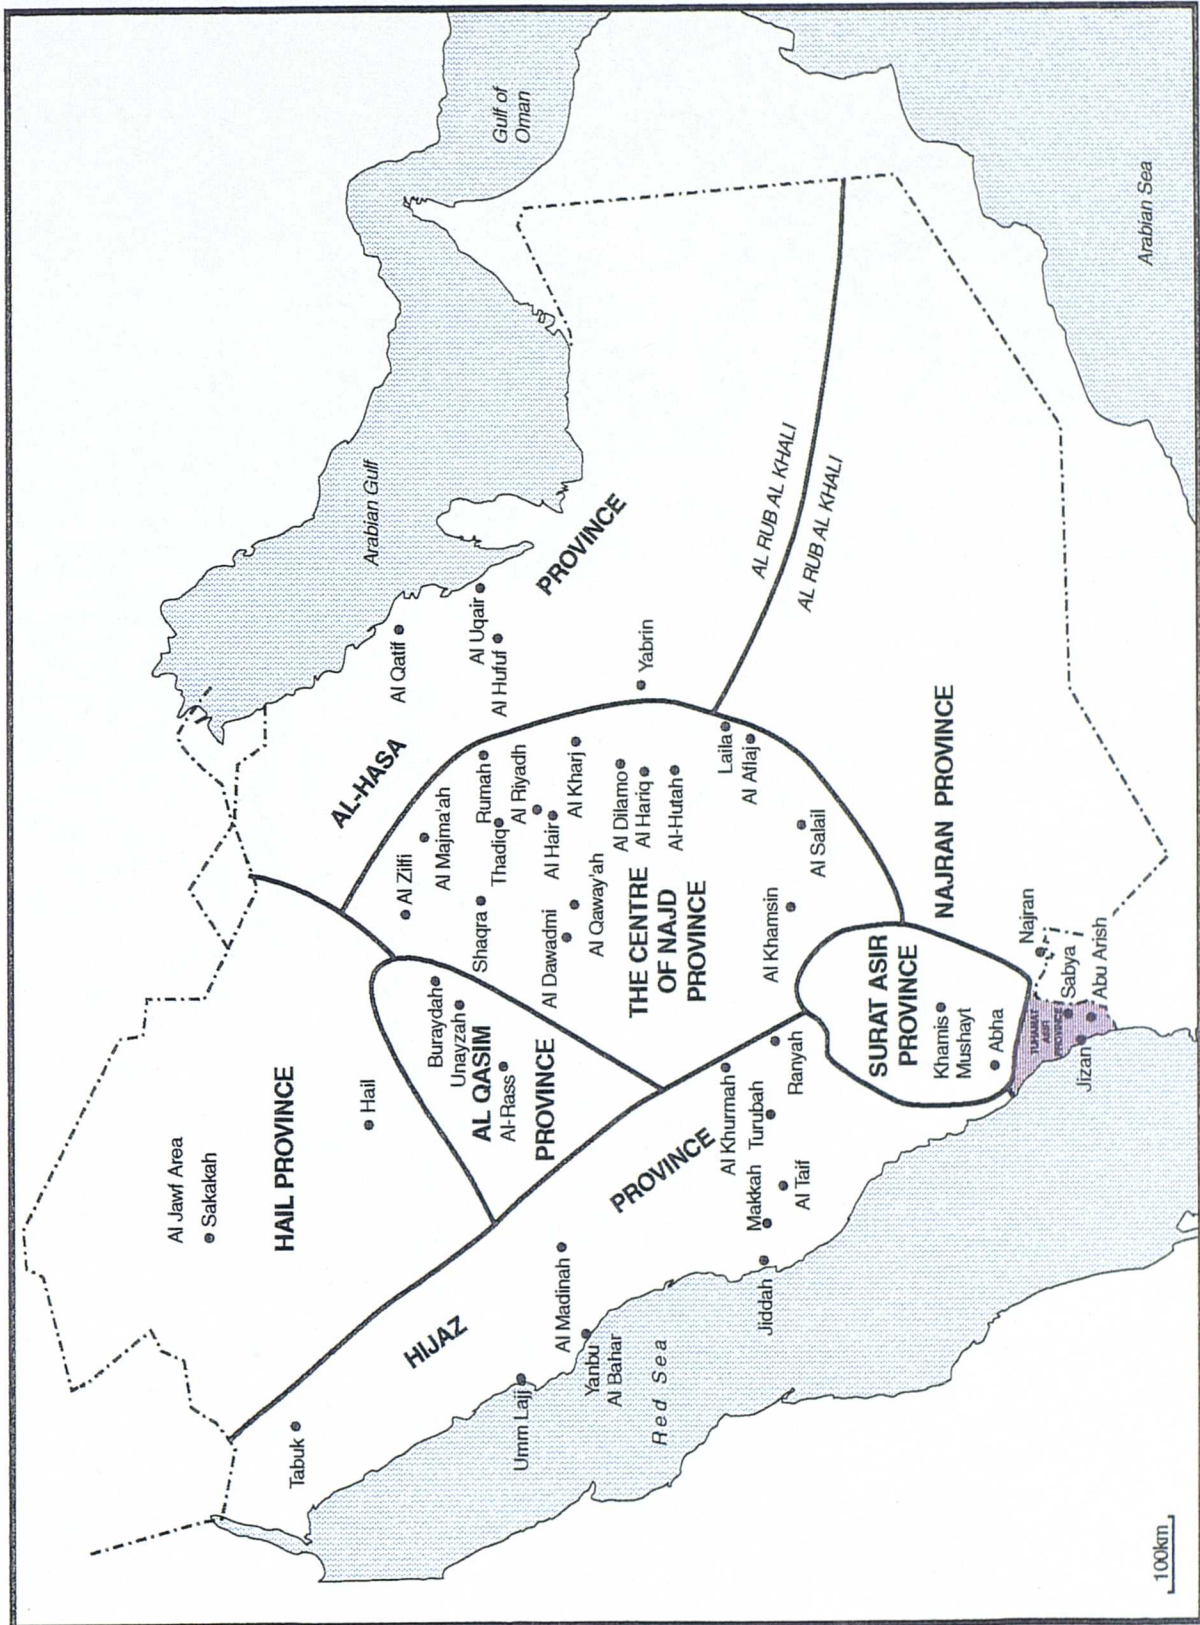 Gulf of
Oman
Arabian Sea
Arabian Gulf
AL RUB AL KHALI
AL RUB AL KHALI
PROVINCE
AL-HASA
Al Qatif
Al Uqair
Al Hufuf
Yabrin
Al Zilfi
Al Majma'ah
Rumah
Thadiq
Al Riyadh
Shaqra
Al Hair
Al Kharj
Al Dawadmi
Al Qaway'ah
Al Dilamo
Al Hariq
Al-Hutah
Laila
Al Aflaj
Al Salail
Al Khamsin
THE CENTRE
OF NAJD
PROVINCE
NAJRAN PROVINCE
Najran
Sabya
Abu Arish
Jizan
TUHAMAT
ASIR
PROVINCE
SURAT ASIR
PROVINCE
Khamis
Mushayt
Abha
Buraydah
Unayzah
AL QASIM
Al-Rass
PROVINCE
HAIL PROVINCE
Hail
Al Jawf Area
Sakakah
HIJAZ
PROVINCE
Al Khurmah
Turubah
Ranyah
Makkah
Al Taif
Jiddah
Al Madinah
Yanbu
Al Bahar
Umm Lajj
Tabuk
Red Sea
100km